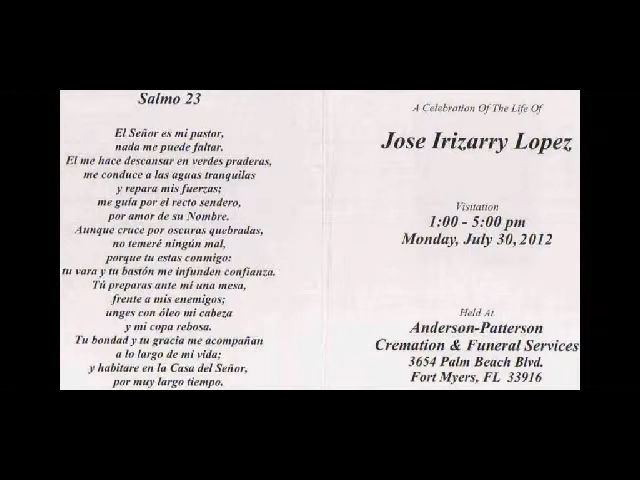 Salmo 23
El Señor es mi pastor,
nada me puede faltar.
El me hace descansar en verdes praderas,
me conduce a las aguas tranquilas
y repara mis fuerzas;
me guía por el recto sendero,
por amor de su Nombre.
Aunque cruce por oscuras quebradas,
no temeré ningún mal,
porque tu estas conmigo:
tu vara y tu bastón me infunden confianza.
Tú preparas ante mí una mesa,
frente a mis enemigos;
unges con óleo mi cabeza
y mi copa rebosa.
Tu bondad y tu gracia me acompañan
a lo largo de mi vida;
y habitare en la Casa del Señor,
por muy largo tiempo.
A Celebration Of The Life Of
Jose Irizarry Lopez
Visitation
1:00 - 5:00 pm
Monday, July 30, 2012
Held At
Anderson-Patterson
Cremation & Funeral Services
3654 Palm Beach Blvd.
Fort Myers, FL 33916